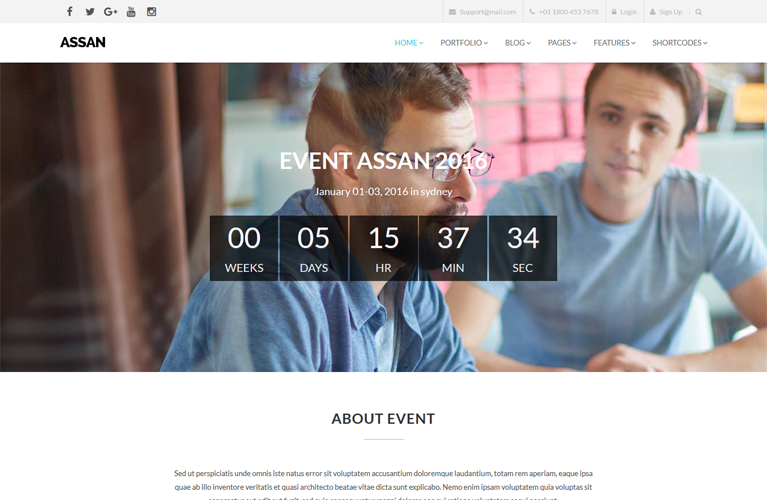 Support@mail.com +01 1800 453 7678 Login Sign Up
ASSAN HOME PORTFOLIO BLOG PAGES FEATURES SHORTCODES
EVENT ASSAN 2016
January 01-03, 2016 in sydney
00 05 15 37 34
WEEKS DAYS HR MIN SEC
ABOUT EVENT
Sed ut perspiciatis unde omnis iste natus error sit voluptatem accusantium doloremque laudantium, totam rem aperiam, eaque ipsa
quae ab illo inventore veritatis et quasi architecto beatae vitae dicta sunt explicabo. Nemo enim ipsam voluptatem quia voluptas sit